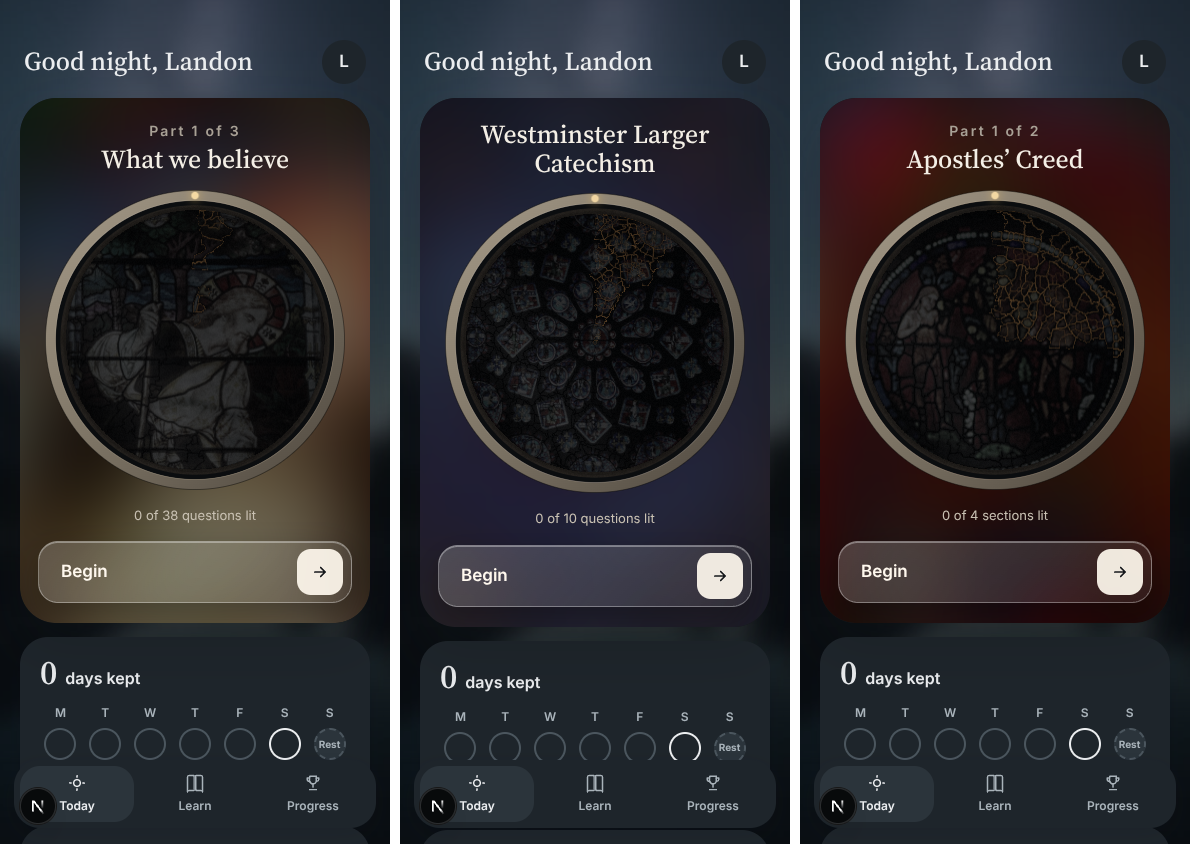 Good night, Landon
L
Part 1 of 3
What we believe
0 of 38 questions lit
Begin
0 days kept
M T W T F S S
Rest
Today
Learn
Progress
N
Good night, Landon
L
Westminster Larger
Catechism
0 of 10 questions lit
Begin
0 days kept
M T W T F S S
Rest
Today
Learn
Progress
N
Good night, Landon
L
Part 1 of 2
Apostles’ Creed
0 of 4 sections lit
Begin
0 days kept
M T W T F S S
Rest
Today
Learn
Progress
N